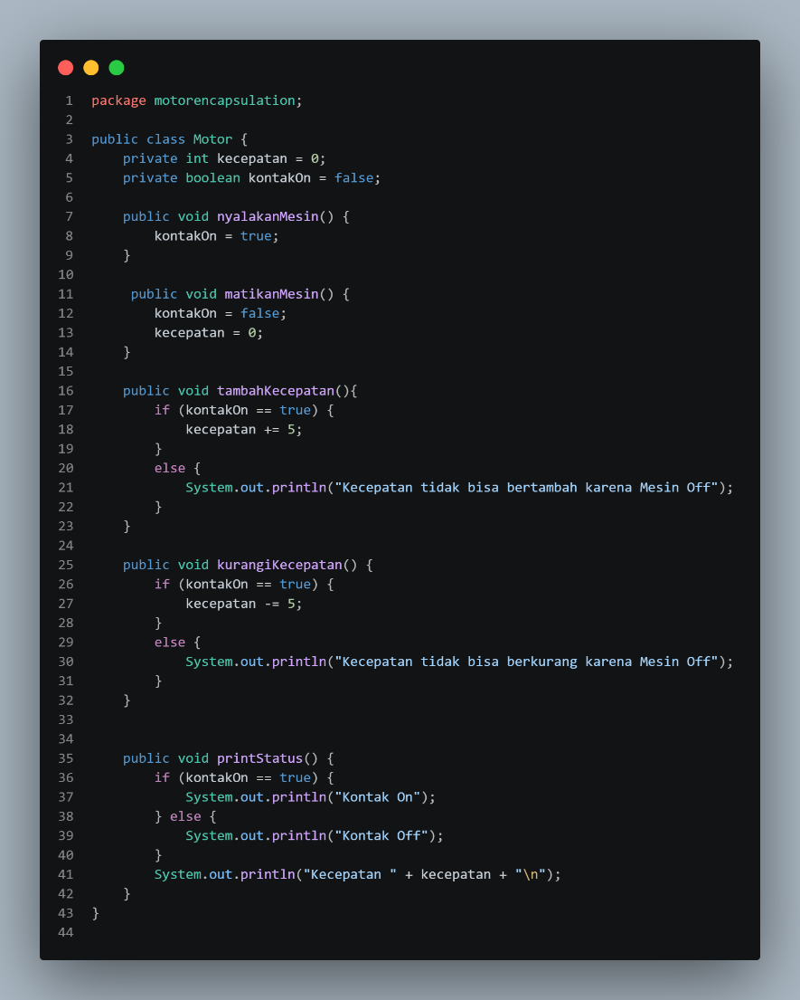 1 package motorencapsulation;
2
3 public class Motor {
4     private int kecepatan = 0;
5     private boolean kontakOn = false;
6
7     public void nyalakanMesin() {
8         kontakOn = true;
9     }
10
11      public void matikanMesin() {
12         kontakOn = false;
13         kecepatan = 0;
14     }
15
16     public void tambahKecepatan(){
17         if (kontakOn == true) {
18             kecepatan += 5;
19         }
20         else {
21             System.out.println("Kecepatan tidak bisa bertambah karena Mesin Off");
22         }
23     }
24
25     public void kurangiKecepatan() {
26         if (kontakOn == true) {
27             kecepatan -= 5;
28         }
29         else {
30             System.out.println("Kecepatan tidak bisa berkurang karena Mesin Off");
31         }
32     }
33
34
35     public void printStatus() {
36         if (kontakOn == true) {
37             System.out.println("Kontak On");
38         } else {
39             System.out.println("Kontak Off");
40         }
41         System.out.println("Kecepatan " + kecepatan + "\n");
42     }
43 }
44